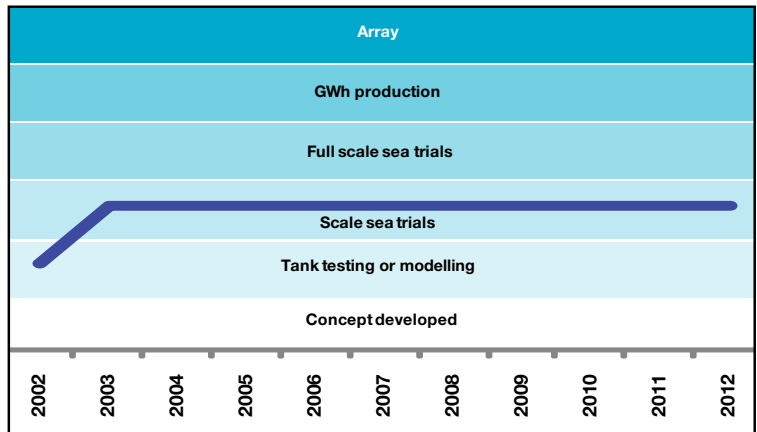 Array
GWh production
Full scale sea trials
Scale sea trials
Tank testing or modelling
Concept developed
2002
2003
2004
2005
2006
2007
2008
2009
2010
2011
2012